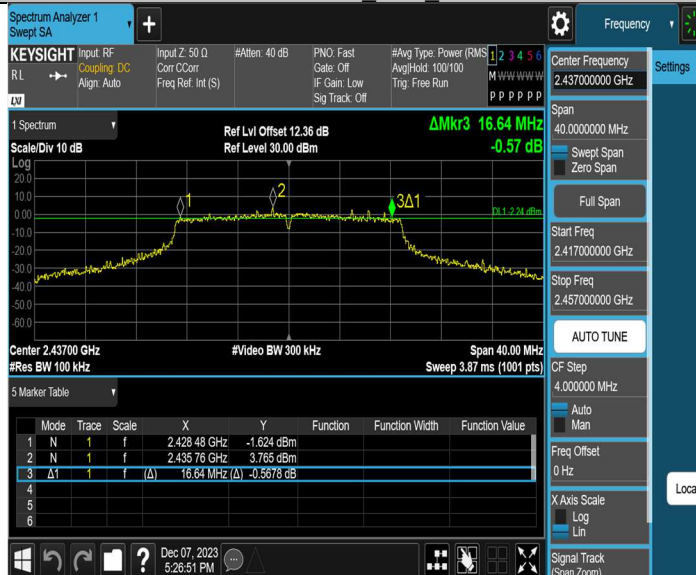 Spectrum Analyzer 1
Swept SA
Frequency
KEYSIGHT Input: RF Input Z: 50 Ω #Atten: 40 dB PNO: Fast #Avg Type: Power (RMS 1 2 3 4 5 6
RL Coupling: DC Corr CCorr Gate: Off Avg|Hold: 100/100 M W W W W W
Align: Auto Freq Ref: Int (S) IF Gain: Low Trig: Free Run
LXI Sig Track: Off P P P P P P
1 Spectrum
Ref Lvl Offset 12.36 dB ΔMkr3 16.64 MHz
Scale/Div 10 dB Ref Level 30.00 dBm -0.57 dB
Log
20.0
10.0
0.00
-10.0
-20.0
-30.0
-40.0
-50.0
-60.0
1
2
3Δ1
DL1 -2.24 dBm
Center 2.43700 GHz #Video BW 300 kHz Span 40.00 MHz
#Res BW 100 kHz Sweep 3.87 ms (1001 pts)
5 Marker Table
Mode Trace Scale X Y Function Function Width Function Value
1 N 1 f 2.428 48 GHz -1.624 dBm
2 N 1 f 2.435 76 GHz 3.765 dBm
3 Δ1 1 f (Δ) 16.64 MHz (Δ) -0.5678 dB
4
5
6
? Dec 07, 2023
5:26:51 PM
Center Frequency
2.437000000 GHz
Span
40.0000000 MHz
Swept Span
Zero Span
Full Span
Start Freq
2.417000000 GHz
Stop Freq
2.457000000 GHz
AUTO TUNE
CF Step
4.000000 MHz
Auto
Man
Freq Offset
0 Hz
X Axis Scale
Log
Lin
Signal Track
(Span Zoom)
Settings
Loca